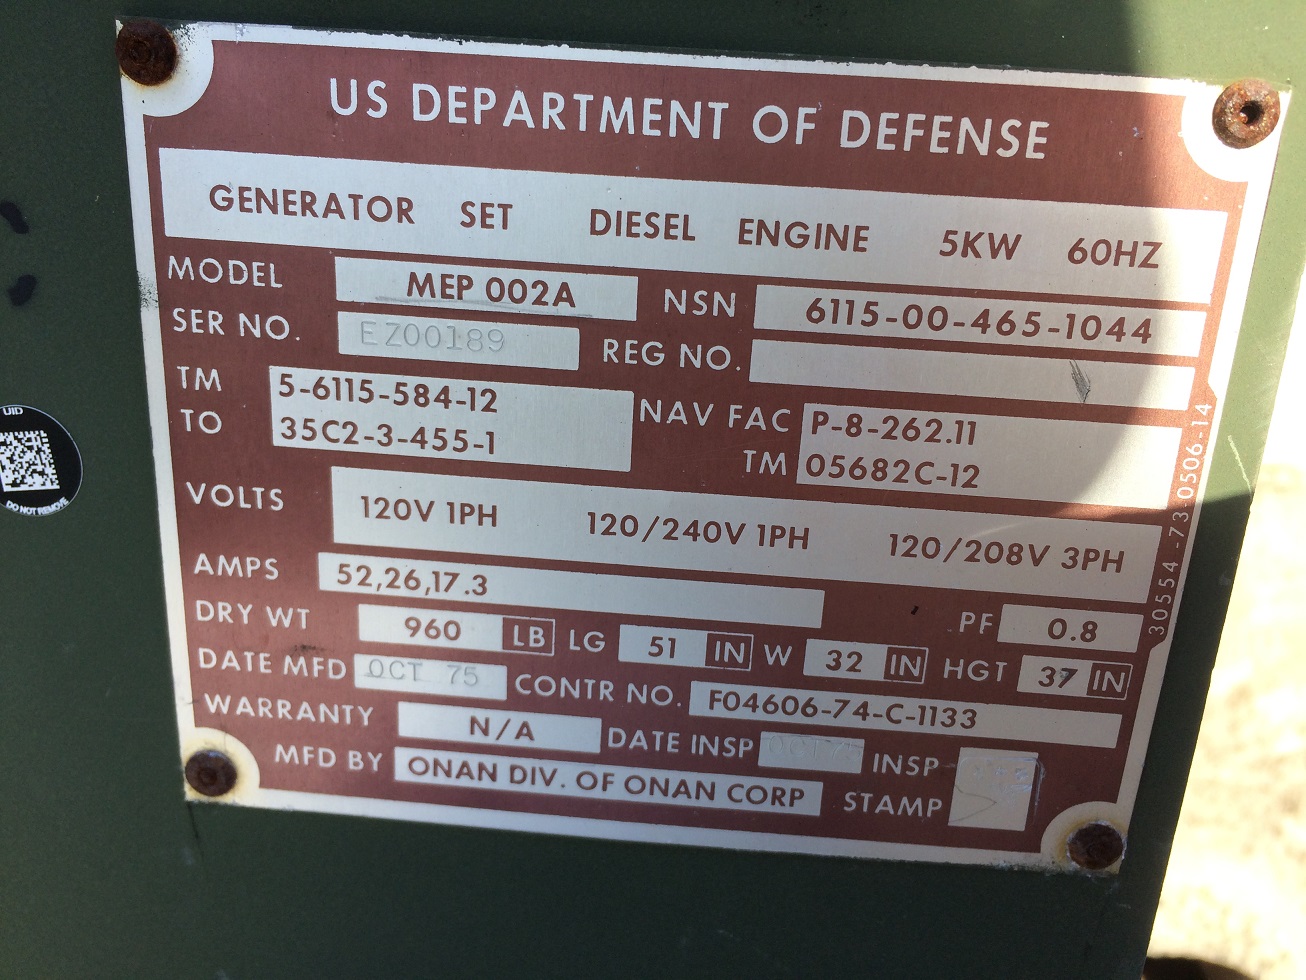 US DEPARTMENT OF DEFENSE
GENERATOR SET DIESEL ENGINE 5KW 60HZ
MODEL MEP 002A NSN 6115-00-465-1044
SER NO. EZ00189 REG NO.
TM 5-6115-584-12 NAV FAC P-8-262.11
TO 35C2-3-455-1 TM 05682C-12
VOLTS 120V 1PH 120/240V 1PH 120/208V 3PH
AMPS 52,26,17.3 PF 0.8
DRY WT 960 LB LG 51 IN W 32 IN HGT 37 IN
DATE MFD OCT 75 CONTR NO. F04606-74-C-1133
WARRANTY N/A DATE INSP INSP
MFD BY ONAN DIV. OF ONAN CORP STAMP
30554-73-0506-14
UID
DO NOT REMOVE